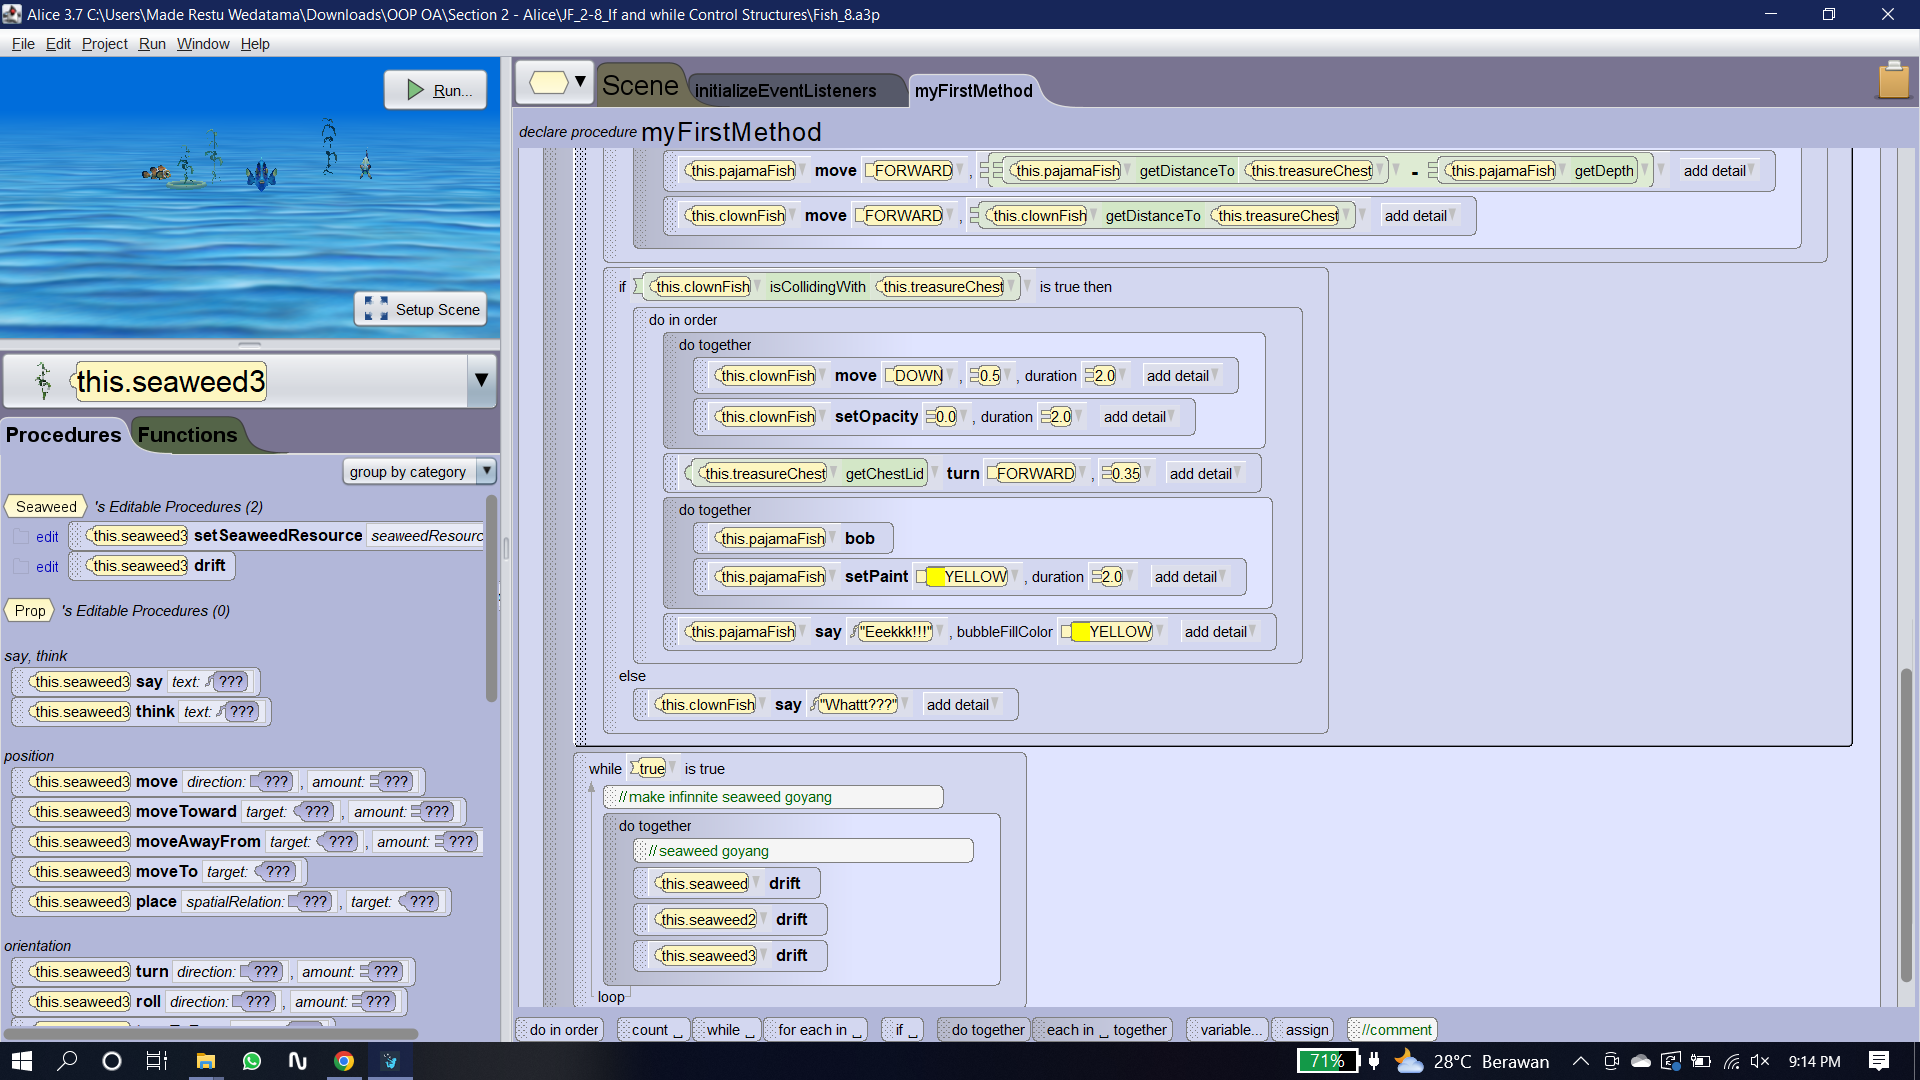 Alice 3.7 C:\Users\Made Restu Wedatama\Downloads\OOP OA\Section 2 - Alice\JF_2-8_If and while Control Structures\Fish_8.a3p
File Edit Project Run Window Help
Run...
Setup Scene
this.seaweed3
Procedures Functions
group by category
Seaweed 's Editable Procedures (2)
edit this.seaweed3 setSeaweedResource seaweedResourc
edit this.seaweed3 drift
Prop 's Editable Procedures (0)
say, think
this.seaweed3 say text: ???
this.seaweed3 think text: ???
position
this.seaweed3 move direction: ??? , amount: ???
this.seaweed3 moveToward target: ??? , amount: ???
this.seaweed3 moveAwayFrom target: ??? , amount: ???
this.seaweed3 moveTo target: ???
this.seaweed3 place spatialRelation: ??? , target: ???
orientation
this.seaweed3 turn direction: ??? , amount: ???
this.seaweed3 roll direction: ??? , amount: ???
Scene initializeEventListeners myFirstMethod
declare procedure myFirstMethod
this.pajamaFish move FORWARD , this.pajamaFish getDistanceTo this.treasureChest - this.pajamaFish getDepth add detail
this.clownFish move FORWARD , this.clownFish getDistanceTo this.treasureChest add detail
if this.clownFish isCollidingWith this.treasureChest is true then
do in order
do together
this.clownFish move DOWN , 0.5 , duration 2.0 add detail
this.clownFish setOpacity 0.0 , duration 2.0 add detail
this.treasureChest getChestLid turn FORWARD , 0.35 add detail
do together
this.pajamaFish bob
this.pajamaFish setPaint YELLOW , duration 2.0 add detail
this.pajamaFish say "Eeekkk!!!" , bubbleFillColor YELLOW add detail
else
this.clownFish say "Whattt???" add detail
while true is true
//make infinnite seaweed goyang
do together
//seaweed goyang
this.seaweed drift
this.seaweed2 drift
this.seaweed3 drift
loop
do in order count _ while _ for each in _ if _ do together each in _ together variable... assign //comment
71% 28°C Berawan 9:14 PM